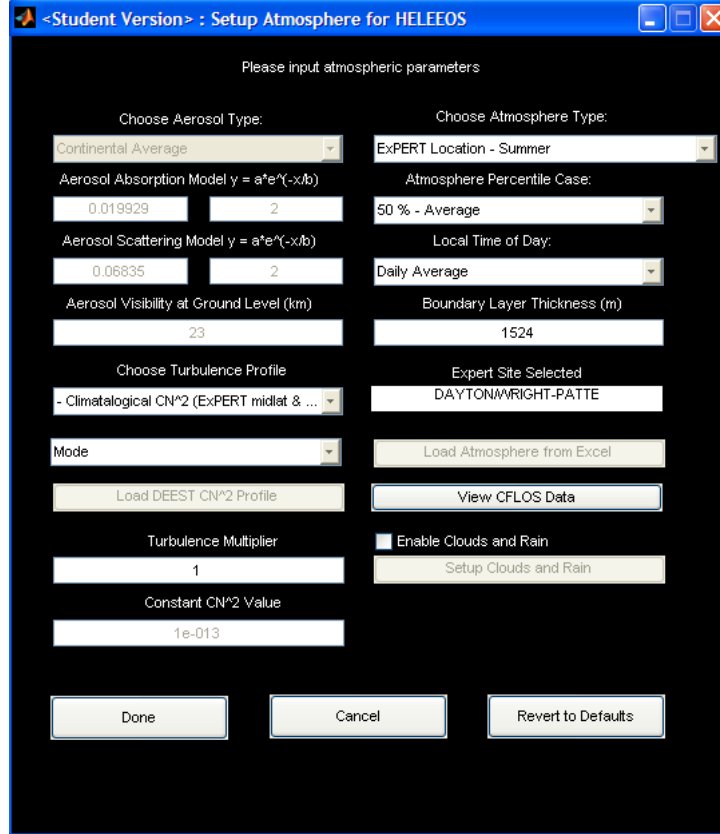 <Student Version> : Setup Atmosphere for HELEEOS
Please input atmospheric parameters
Choose Aerosol Type:
Continental Average
Aerosol Absorption Model y = a*e^(-x/b)
0.019929 2
Aerosol Scattering Model y = a*e^(-x/b)
0.06835 2
Aerosol Visibility at Ground Level (km)
23
Choose Turbulence Profile
- Climatalogical CN^2 (ExPERT midlat & ...
Mode
Load DEEST CN^2 Profile
Turbulence Multiplier
1
Constant CN^2 Value
1e-013
Choose Atmosphere Type:
ExPERT Location - Summer
Atmosphere Percentile Case:
50 % - Average
Local Time of Day:
Daily Average
Boundary Layer Thickness (m)
1524
Expert Site Selected
DAYTON/WRIGHT-PATTE
Load Atmosphere from Excel
View CFLOS Data
Enable Clouds and Rain
Setup Clouds and Rain
Done
Cancel
Revert to Defaults